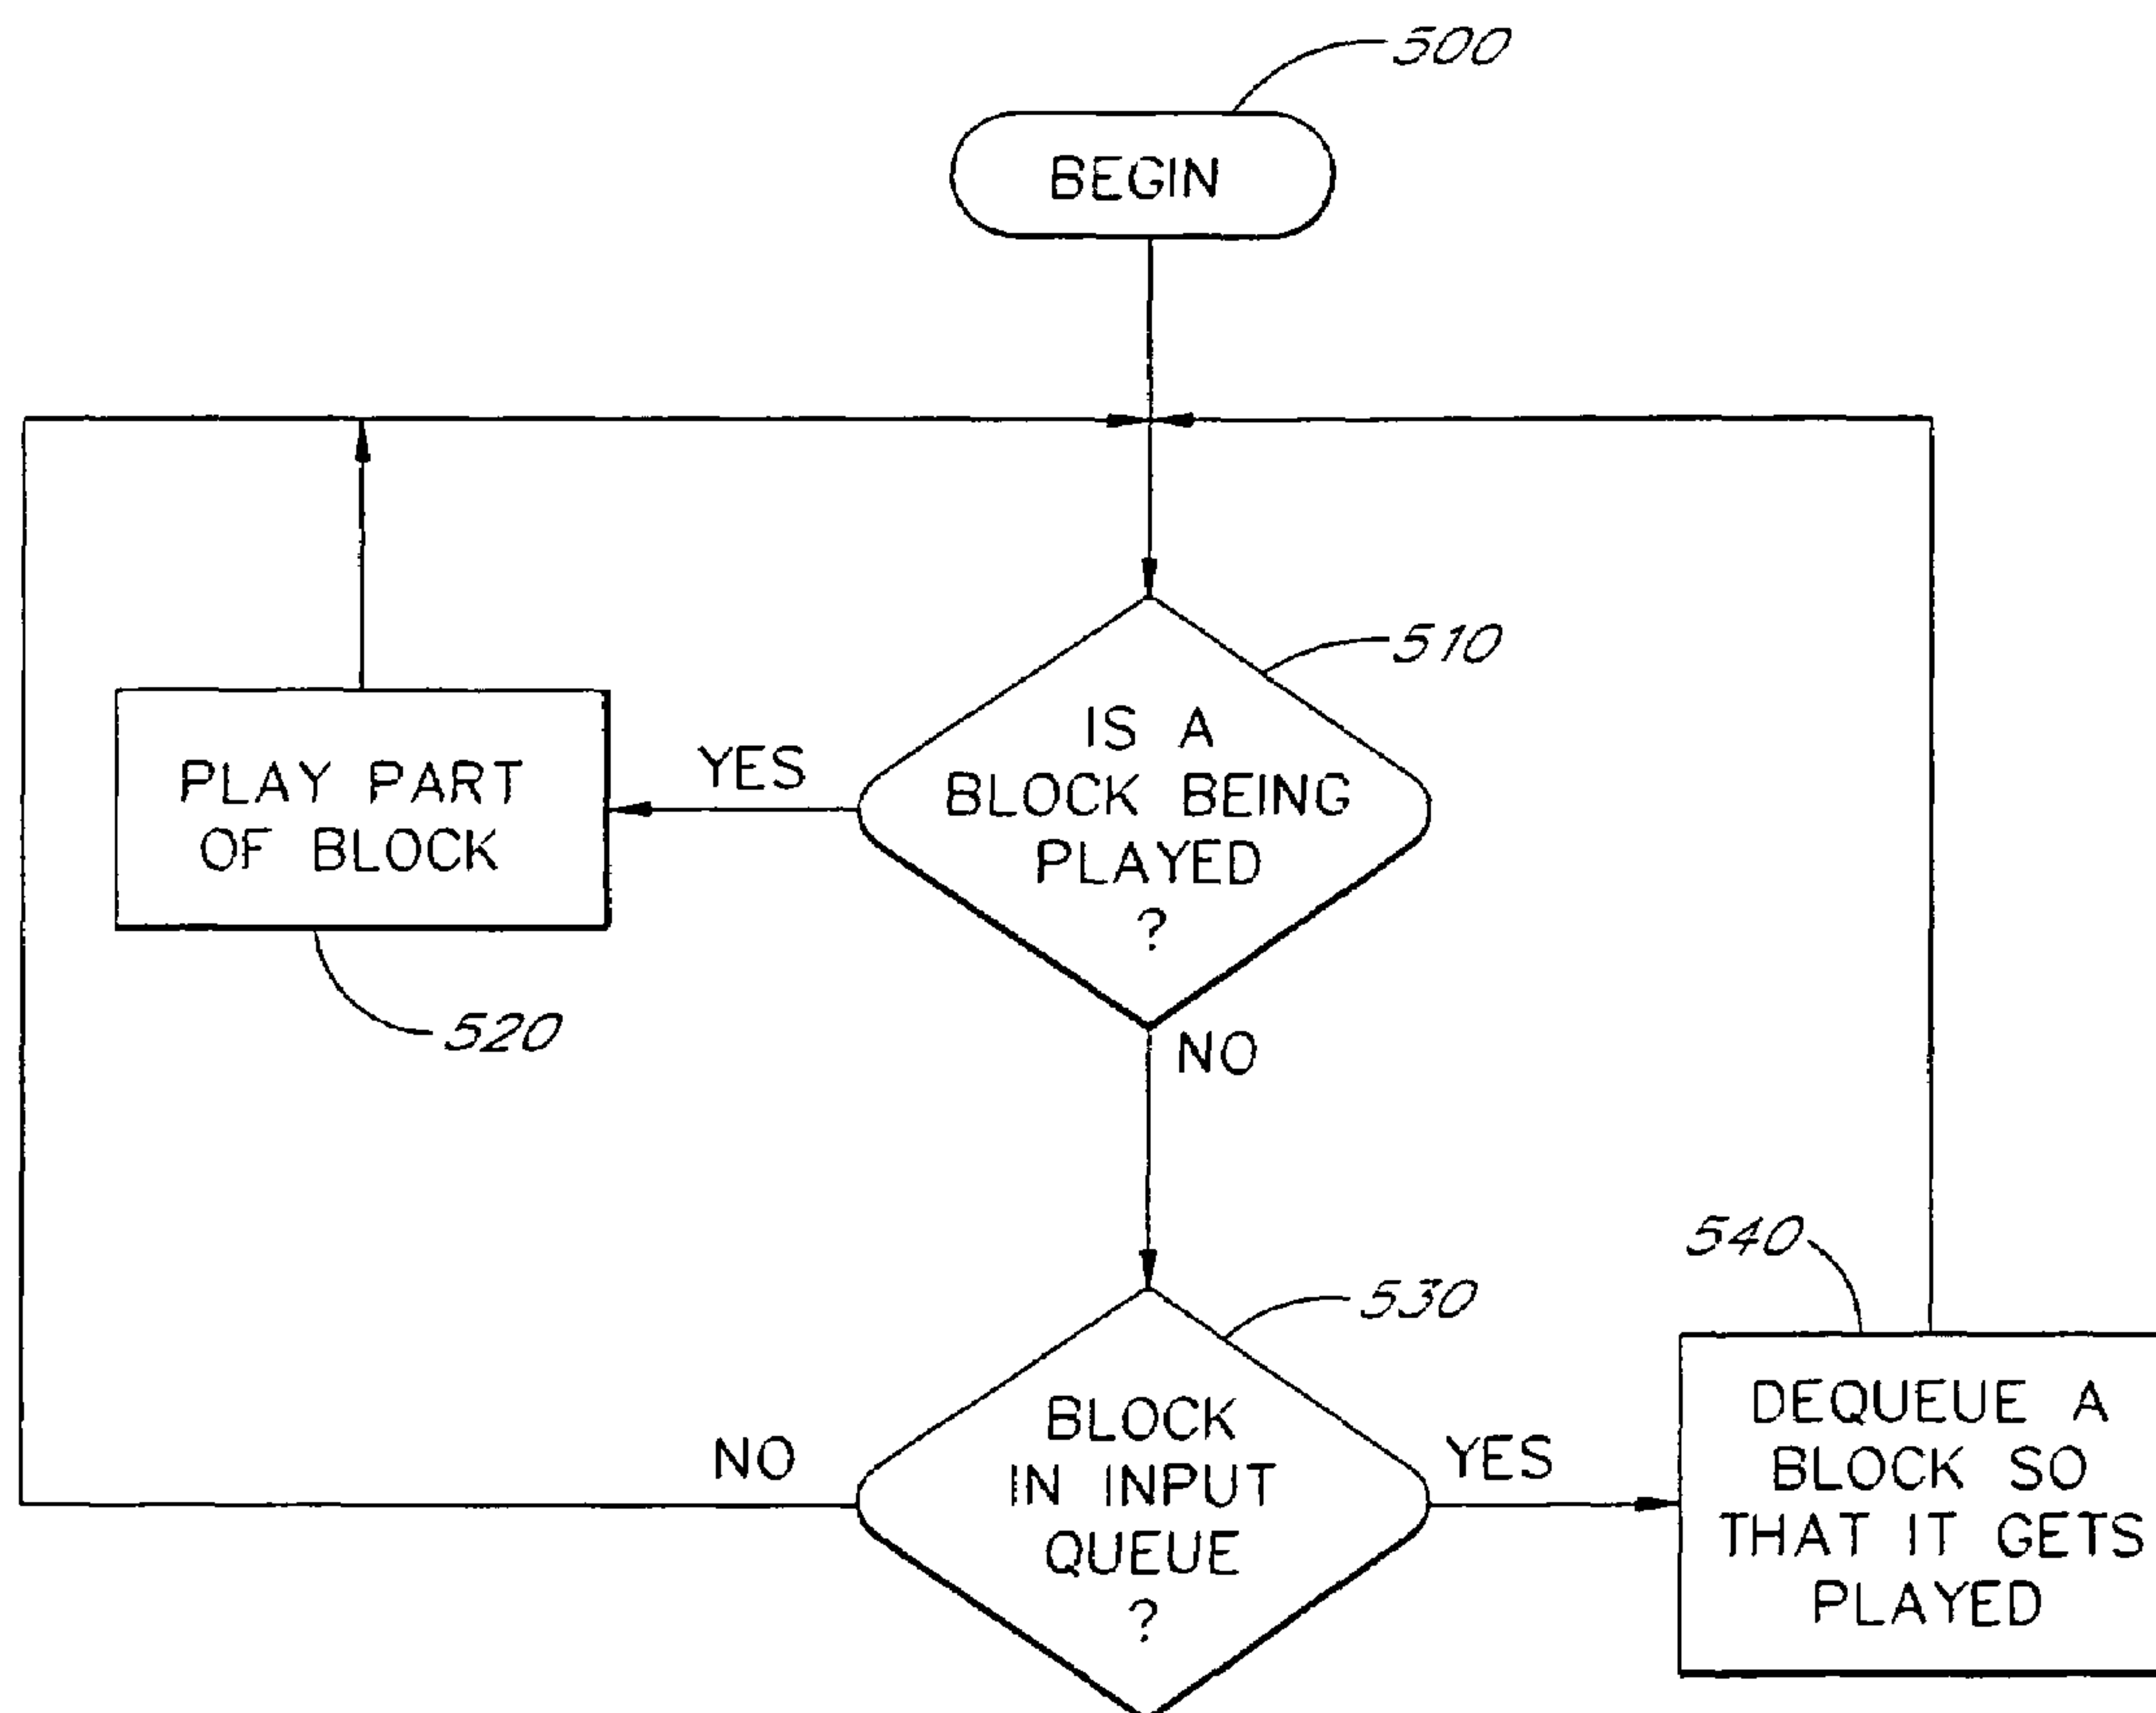 500
BEGIN
510
IS A
BLOCK BEING
PLAYED
?
YES
PLAY PART
OF BLOCK
520
NO
530
540
BLOCK
IN INPUT
QUEUE
?
NO
YES
DEQUEUE A
BLOCK SO
THAT IT GETS
PLAYED